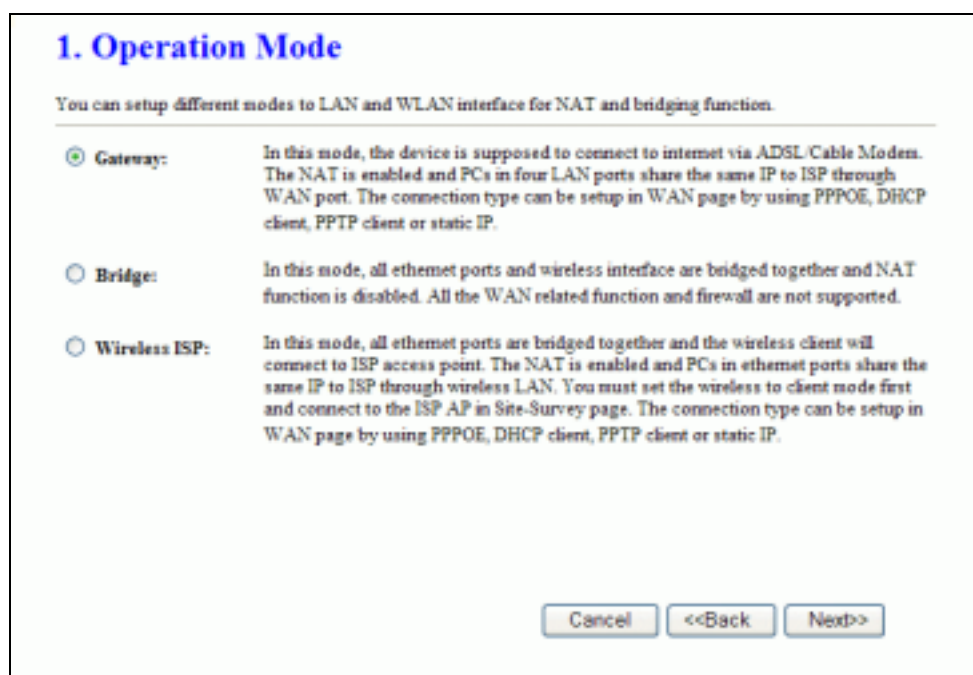 1. Operation Mode
You can setup different modes to LAN and WLAN interface for NAT and bridging function.
Gateway:
In this mode, the device is supposed to connect to internet via ADSL/Cable Modem.
The NAT is enabled and PCs in four LAN ports share the same IP to ISP through
WAN port. The connection type can be setup in WAN page by using PPPOE, DHCP
client, PPTP client or static IP.
Bridge:
In this mode, all ethernet ports and wireless interface are bridged together and NAT
function is disabled. All the WAN related function and firewall are not supported.
Wireless ISP:
In this mode, all ethernet ports are bridged together and the wireless client will
connect to ISP access point. The NAT is enabled and PCs in ethernet ports share the
same IP to ISP through wireless LAN. You must set the wireless to client mode first
and connect to the ISP AP in Site-Survey page. The connection type can be setup in
WAN page by using PPPOE, DHCP client, PPTP client or static IP.
Cancel <<Back Next>>